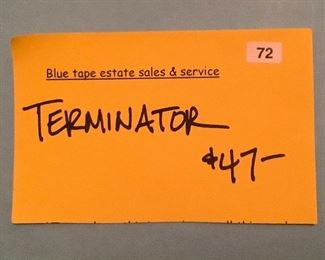 72
Blue tape estate sales & service
TERMINATOR
$47-